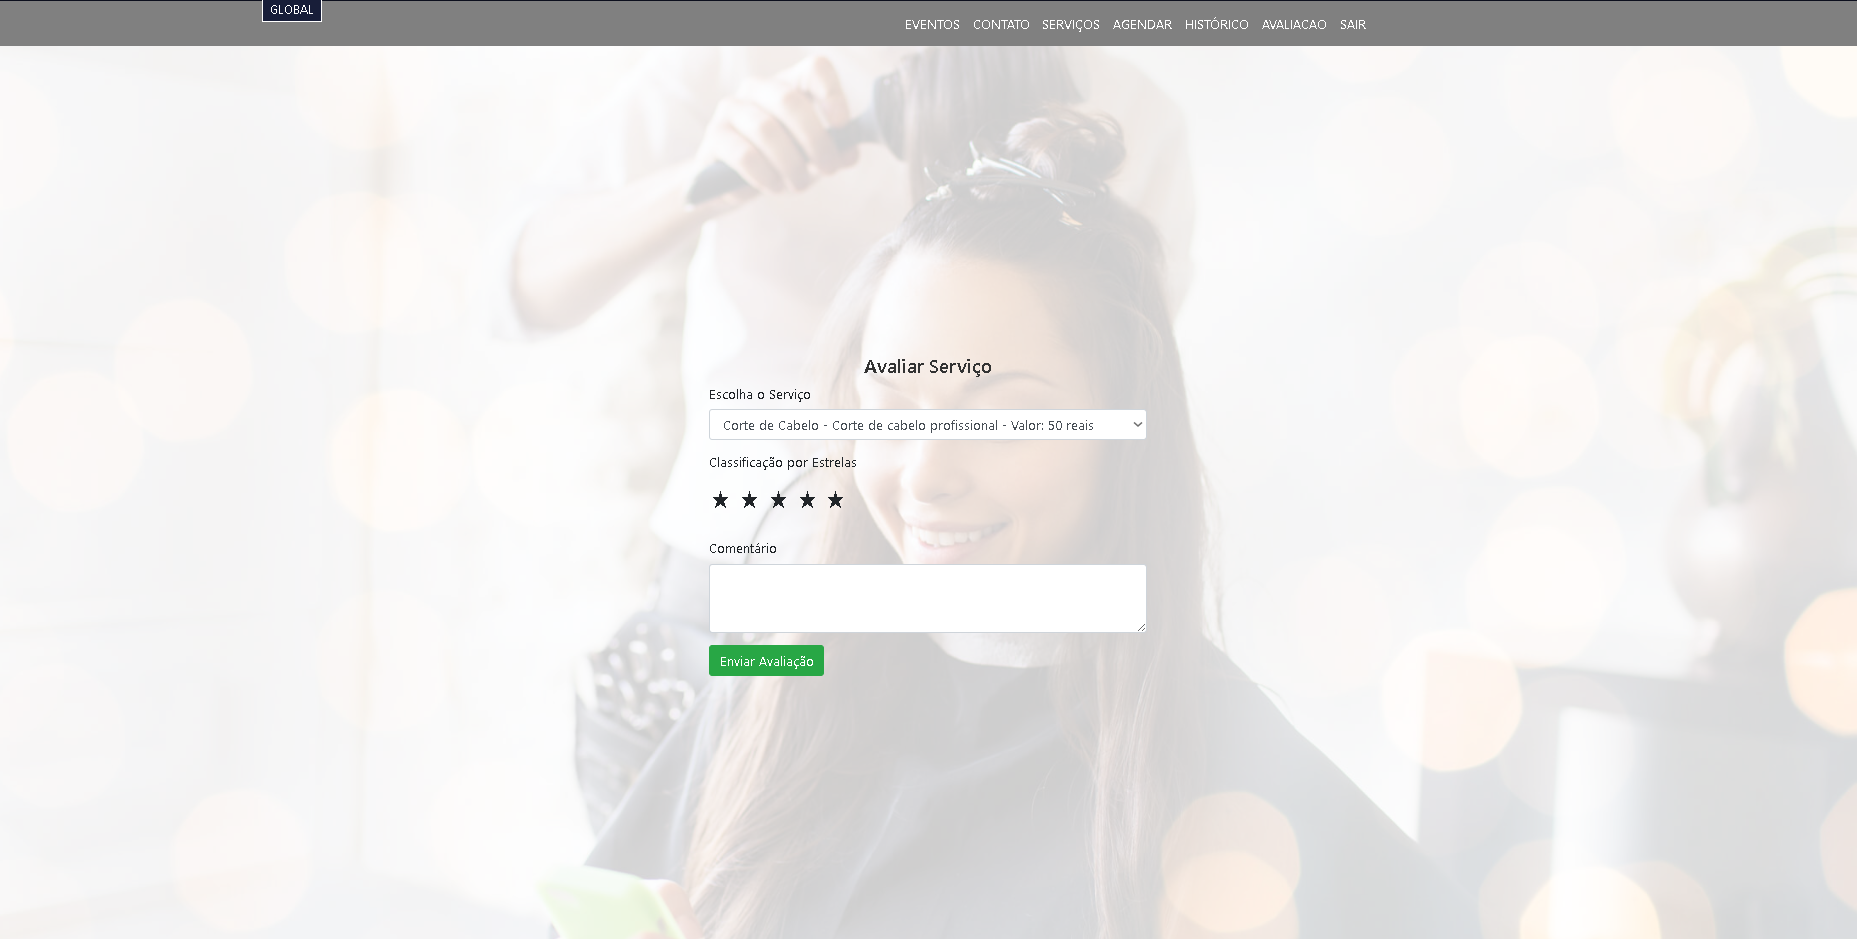 GLOBAL
EVENTOS CONTATO SERVIÇOS AGENDAR HISTÓRICO AVALIACAO SAIR
Avaliar Serviço
Escolha o Serviço
Corte de Cabelo - Corte de cabelo profissional - Valor: 50 reais
Classificação por Estrelas
★ ★ ★ ★ ★
Comentário
Enviar Avaliação